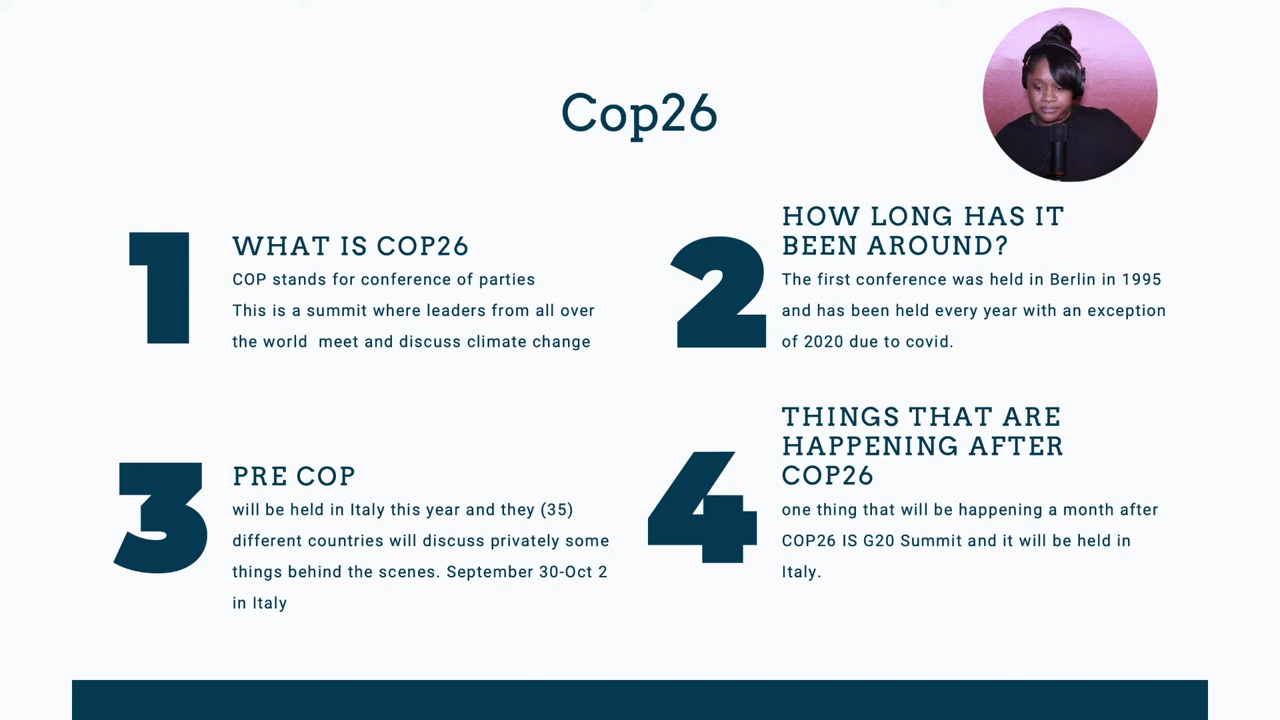 Cop26
1
WHAT IS COP26
COP stands for conference of parties
This is a summit where leaders from all over
the world meet and discuss climate change
2
HOW LONG HAS IT
BEEN AROUND?
The first conference was held in Berlin in 1995
and has been held every year with an exception
of 2020 due to covid.
3
PRE COP
will be held in Italy this year and they (35)
different countries will discuss privately some
things behind the scenes. September 30-Oct 2
in Italy
4
THINGS THAT ARE
HAPPENING AFTER
COP26
one thing that will be happening a month after
COP26 IS G20 Summit and it will be held in
Italy.